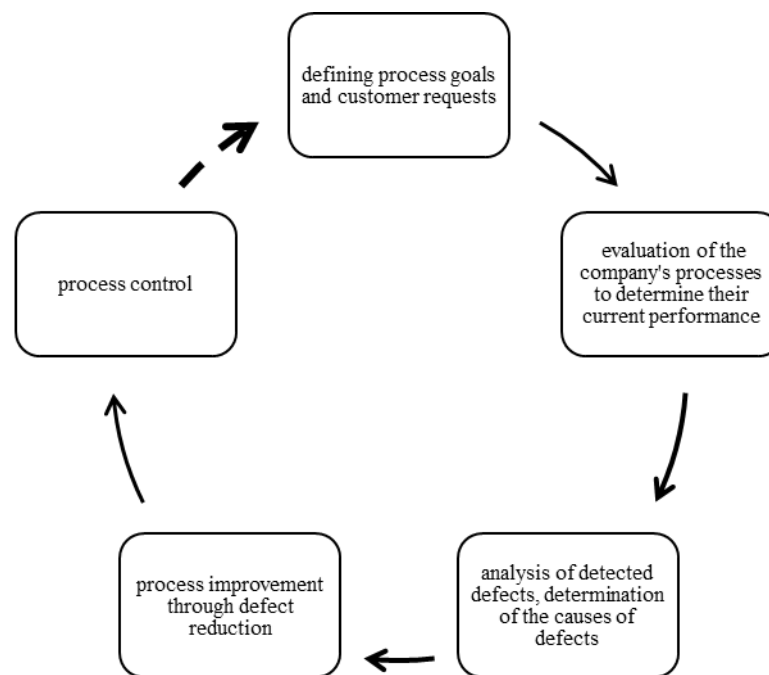 defining process goals
and customer requests
evaluation of the
company's processes
to determine their
current performance
analysis of detected
defects, determination
of the causes of
defects
process improvement
through defect
reduction
process control